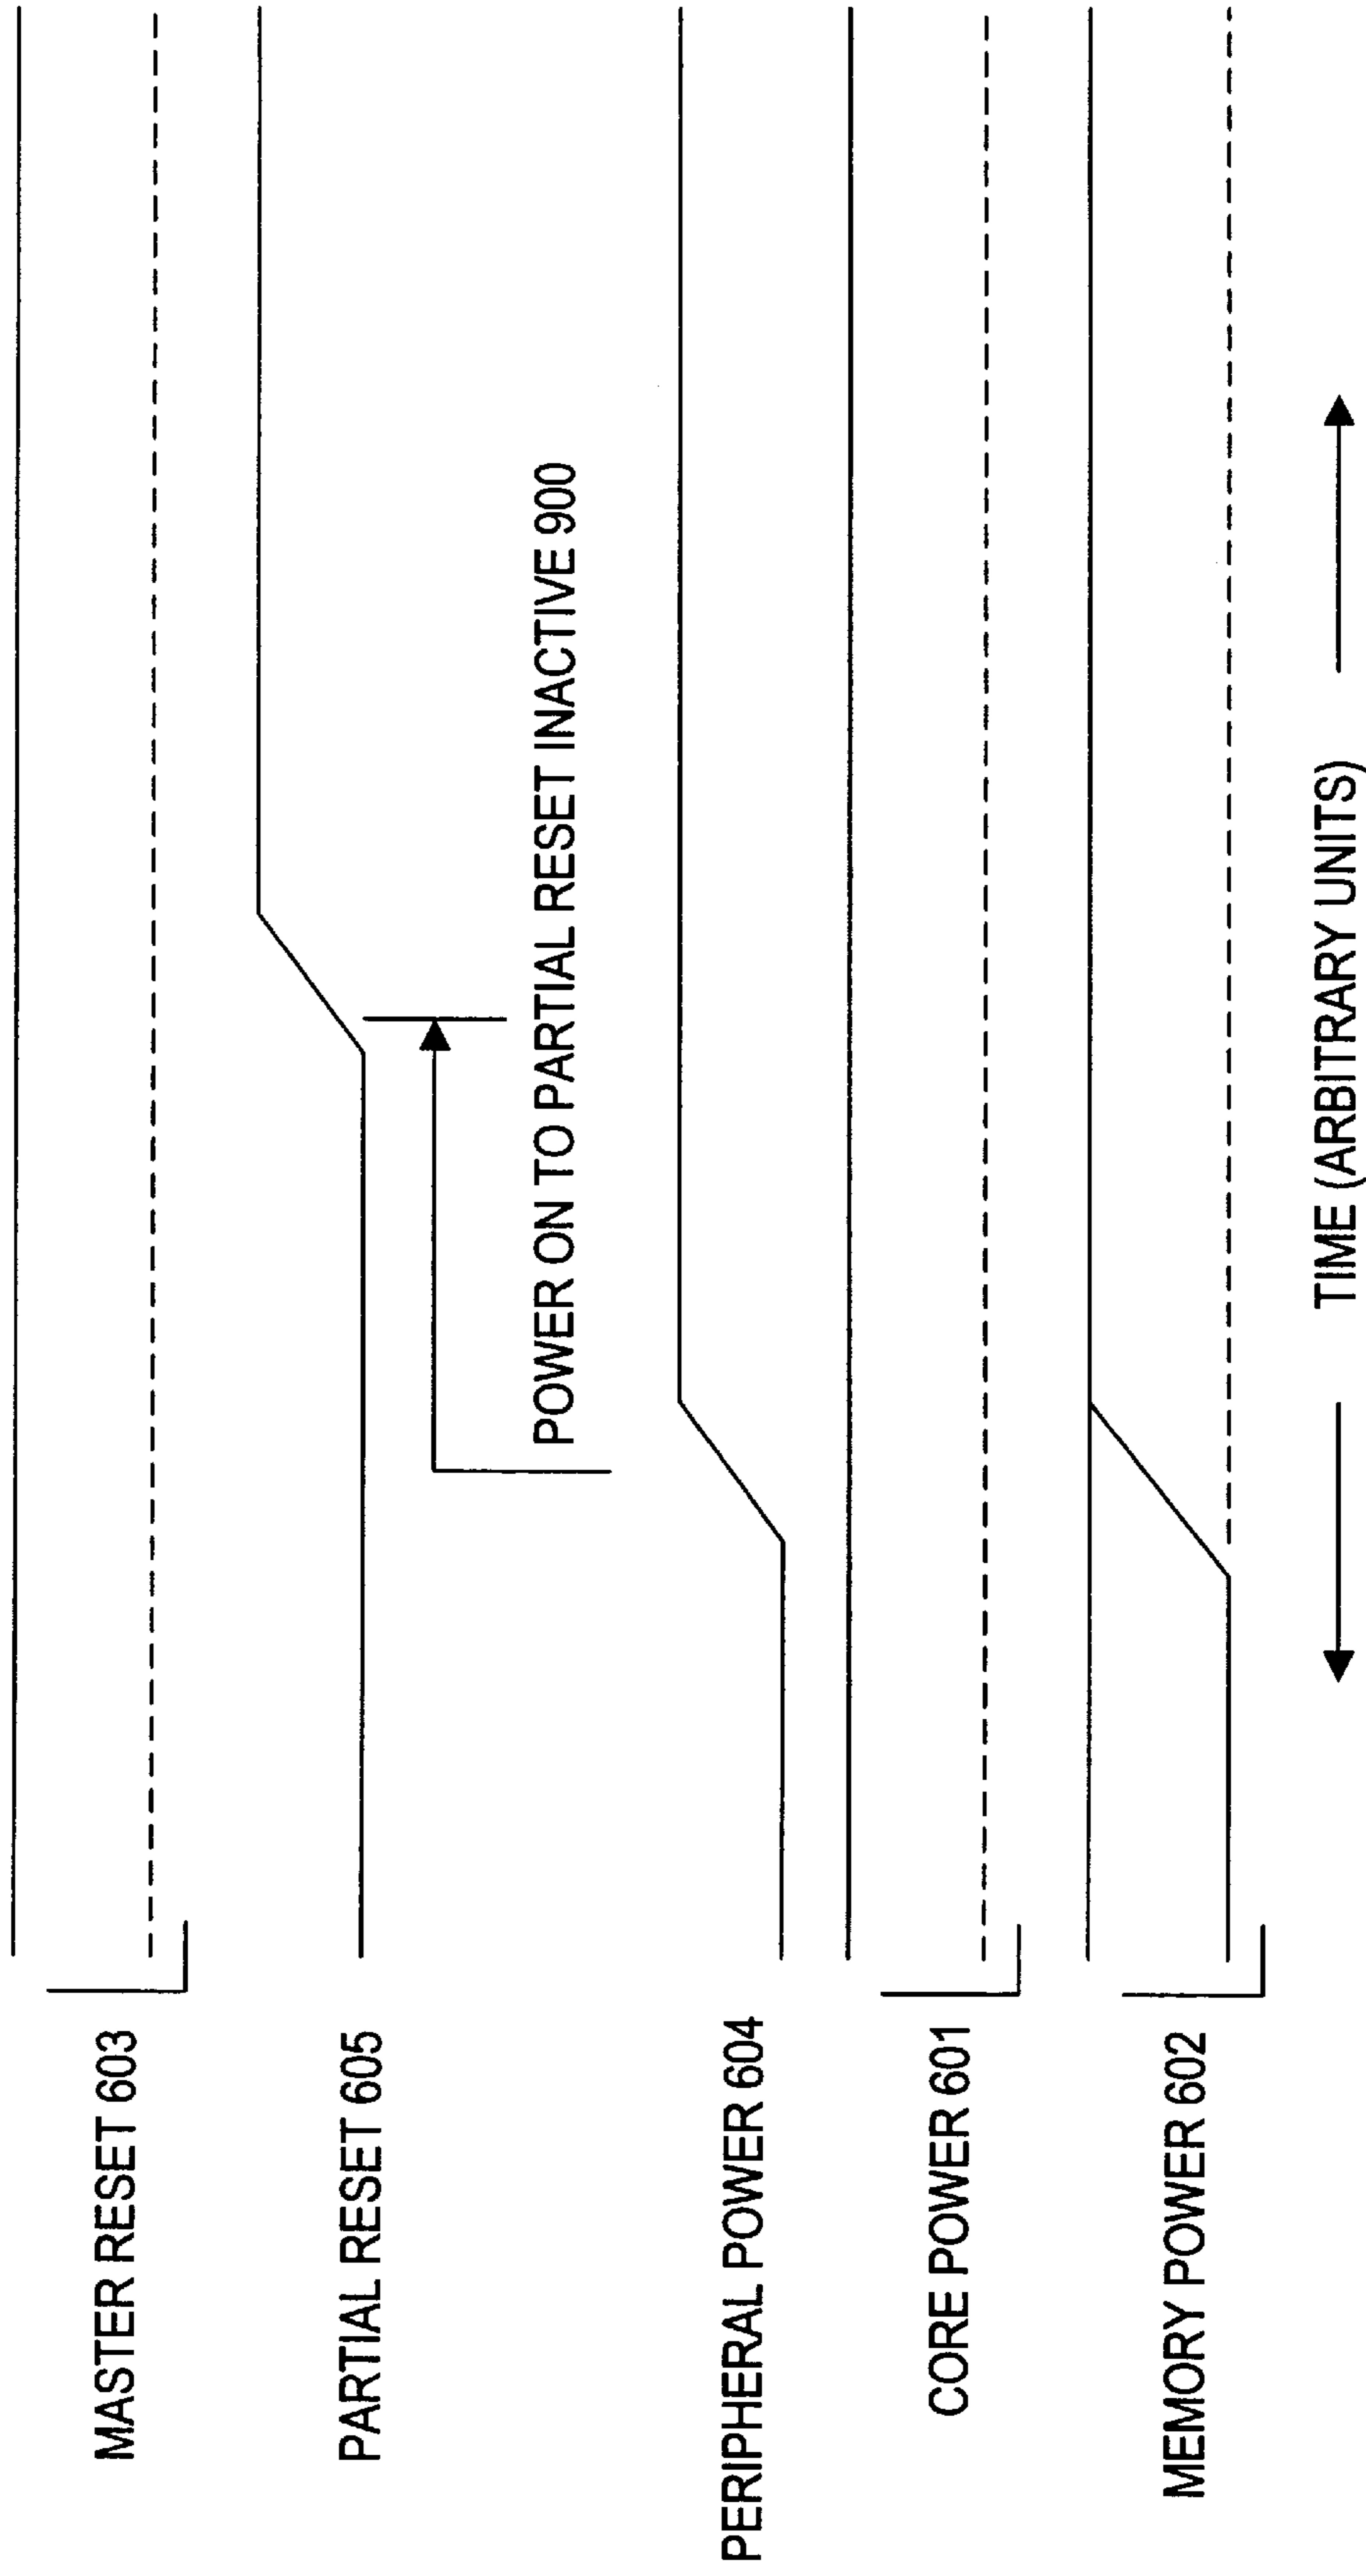 MASTER RESET 603
PARTIAL RESET 605
POWER ON TO PARTIAL RESET INACTIVE 900
PERIPHERAL POWER 604
CORE POWER 601
MEMORY POWER 602
TIME (ARBITRARY UNITS)